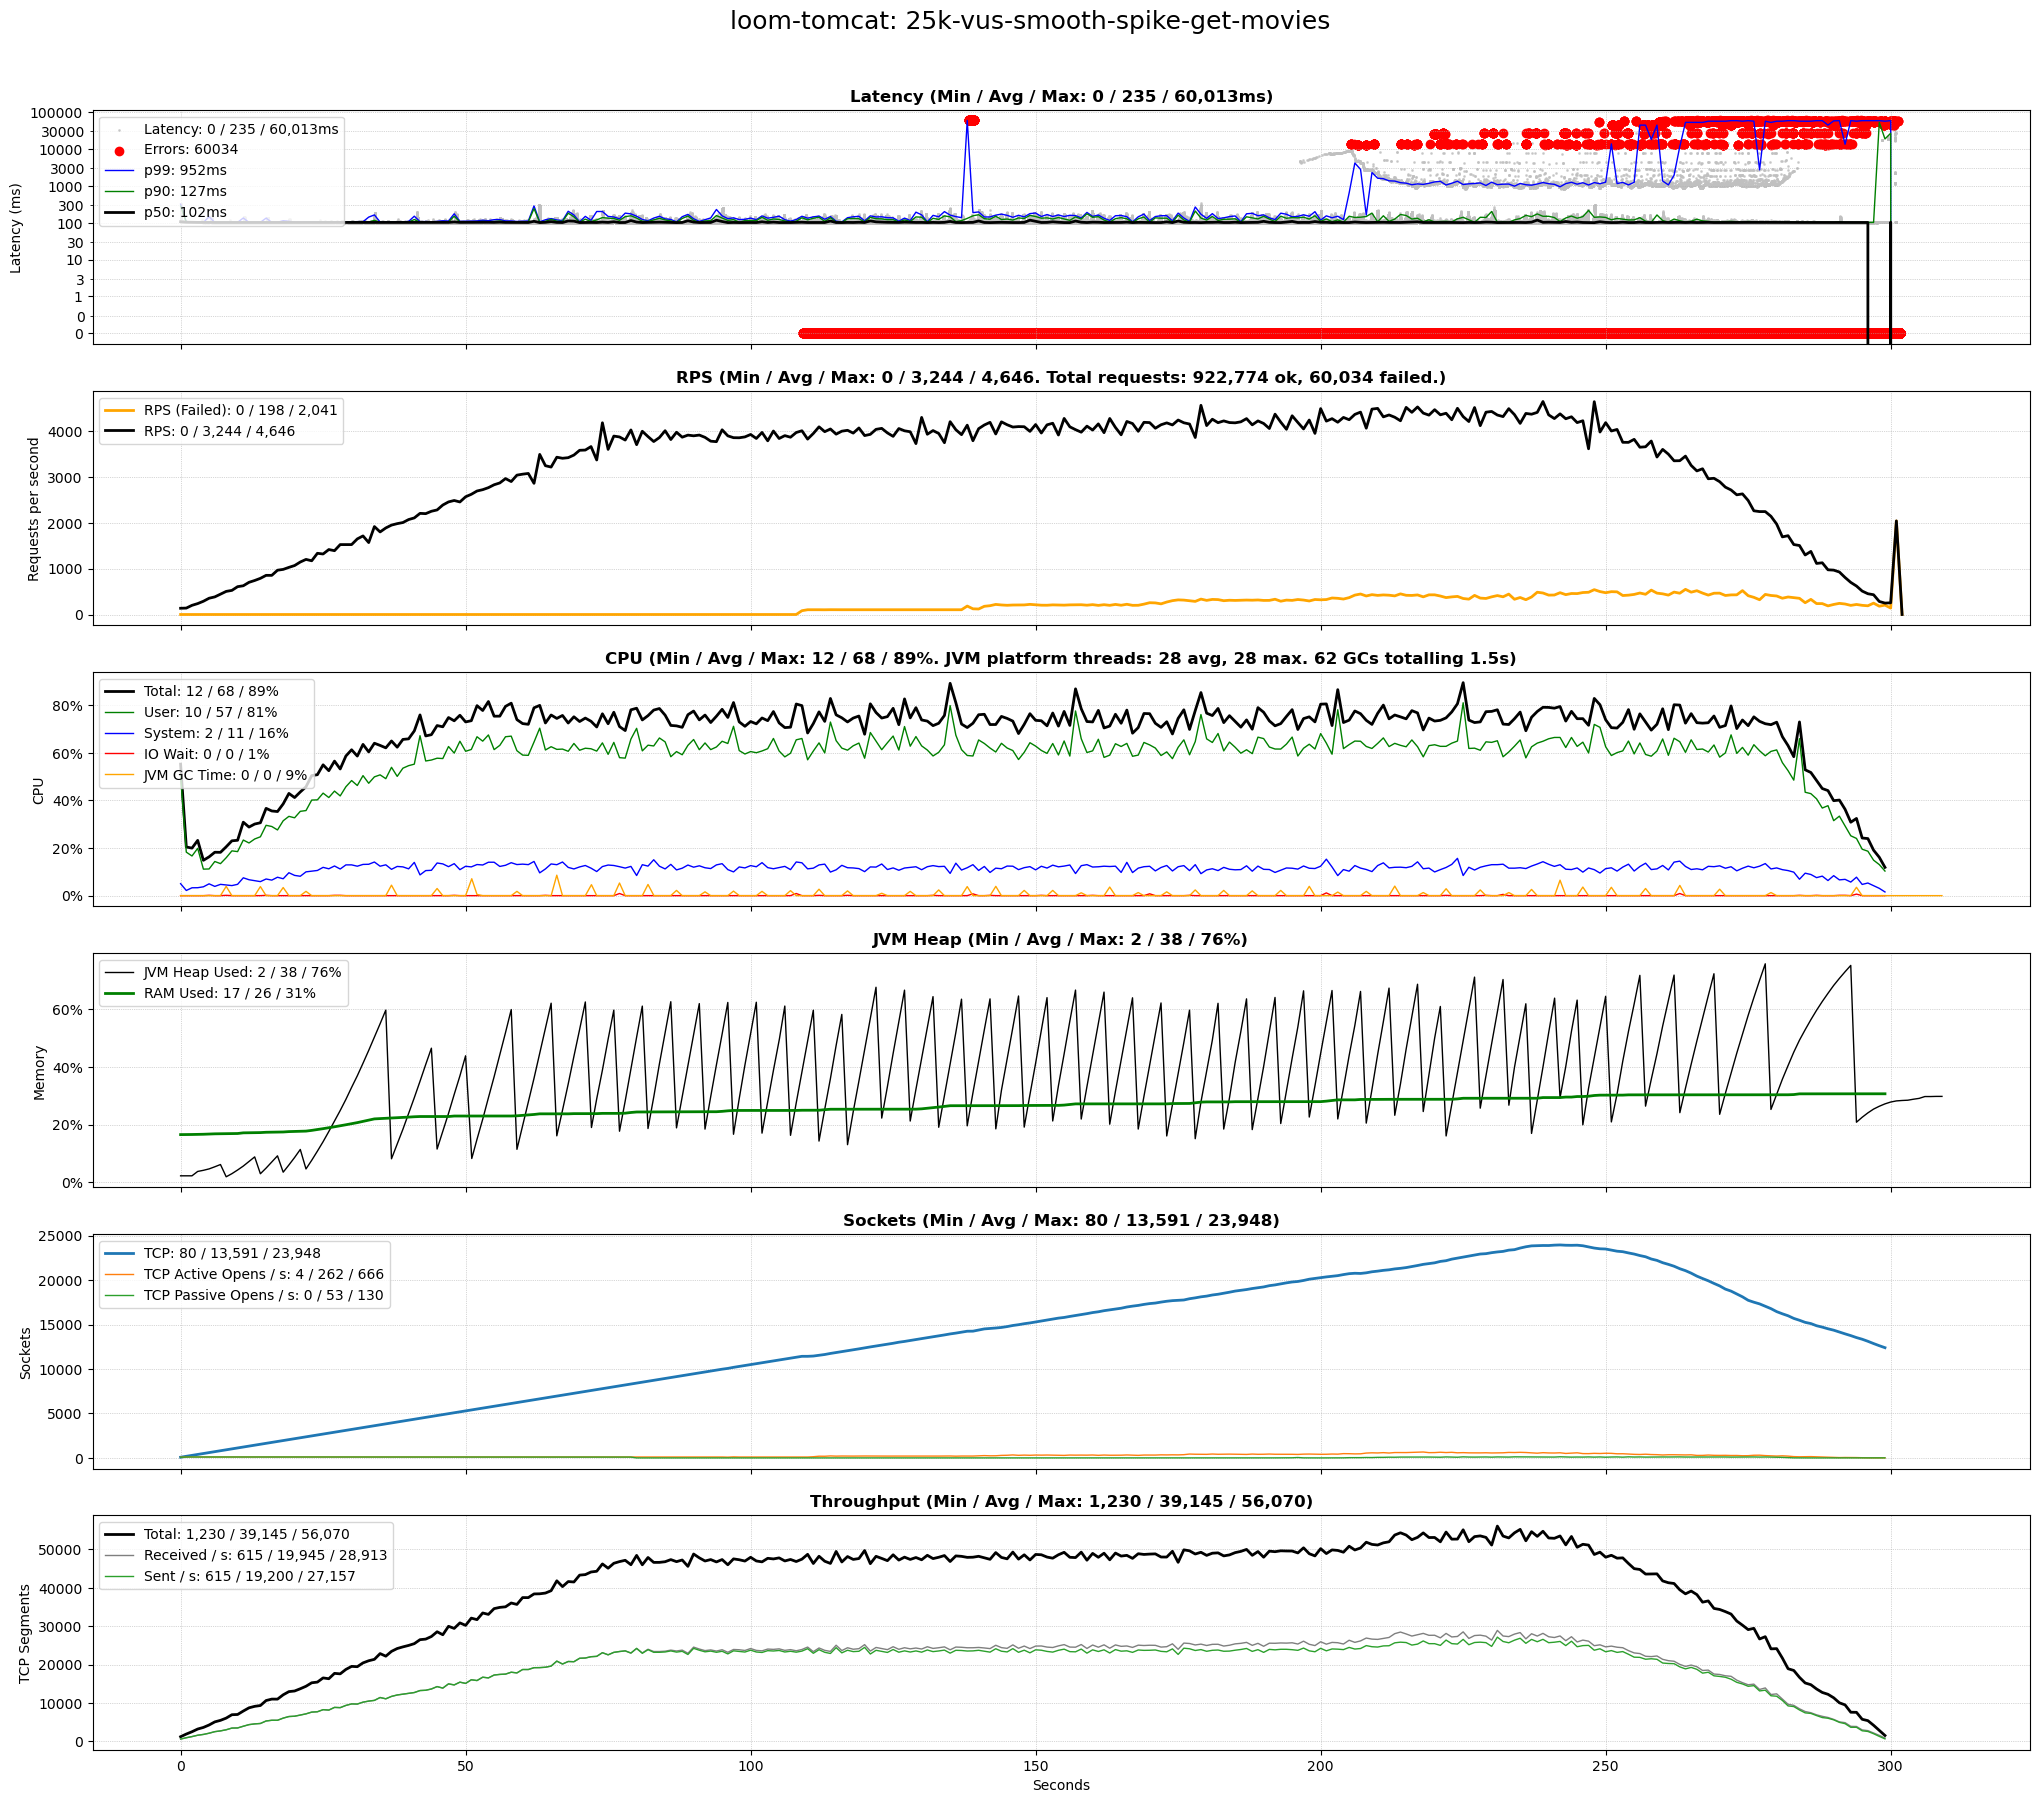 loom-tomcat: 25k-vus-smooth-spike-get-movies
Latency (Min / Avg / Max: 0 / 235 / 60,013ms)
Latency (ms)
100000
30000
10000
3000
1000
300
100
30
10
3
1
0
0
Latency: 0 / 235 / 60,013ms
Errors: 60034
p99: 952ms
p90: 127ms
p50: 102ms
RPS (Min / Avg / Max: 0 / 3,244 / 4,646. Total requests: 922,774 ok, 60,034 failed.)
Requests per second
4000
3000
2000
1000
0
RPS (Failed): 0 / 198 / 2,041
RPS: 0 / 3,244 / 4,646
CPU (Min / Avg / Max: 12 / 68 / 89%. JVM platform threads: 28 avg, 28 max. 62 GCs totalling 1.5s)
CPU
80%
60%
40%
20%
0%
Total: 12 / 68 / 89%
User: 10 / 57 / 81%
System: 2 / 11 / 16%
IO Wait: 0 / 0 / 1%
JVM GC Time: 0 / 0 / 9%
JVM Heap (Min / Avg / Max: 2 / 38 / 76%)
Memory
60%
40%
20%
0%
JVM Heap Used: 2 / 38 / 76%
RAM Used: 17 / 26 / 31%
Sockets (Min / Avg / Max: 80 / 13,591 / 23,948)
Sockets
25000
20000
15000
10000
5000
0
TCP: 80 / 13,591 / 23,948
TCP Active Opens / s: 4 / 262 / 666
TCP Passive Opens / s: 0 / 53 / 130
Throughput (Min / Avg / Max: 1,230 / 39,145 / 56,070)
TCP Segments
50000
40000
30000
20000
10000
0
Total: 1,230 / 39,145 / 56,070
Received / s: 615 / 19,945 / 28,913
Sent / s: 615 / 19,200 / 27,157
0 50 100 150 200 250 300
Seconds